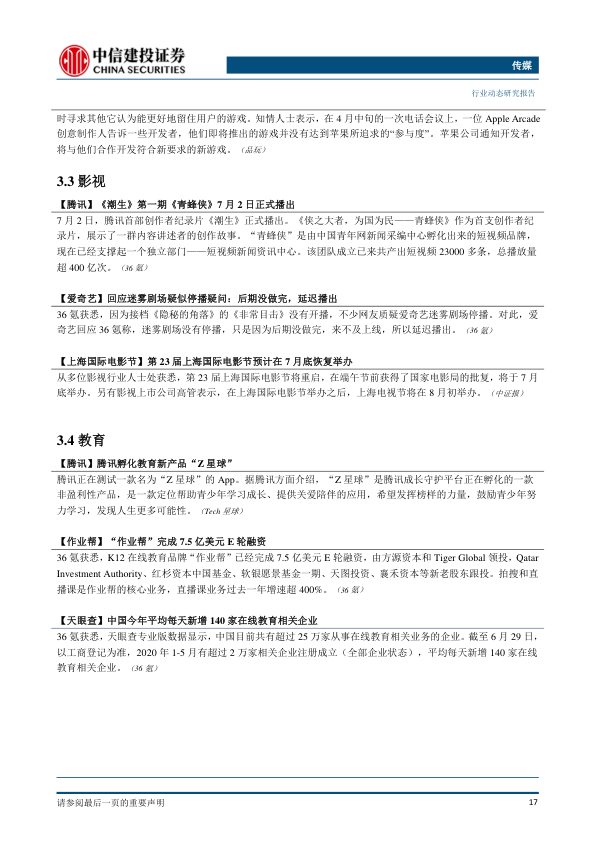 中信建投证券
CHINA SECURITIES
传媒
行业动态研究报告
时寻求其他它认为能更好地留住用户的游戏。知情人士表示，在 4 月中旬的一次电话会议上，一位 Apple Arcade
创意制作人告诉一些开发者，他们即将推出的游戏并没有达到苹果所追求的“参与度”。苹果公司通知开发者，
将与他们合作开发符合新要求的新游戏。（品玩）
3.3 影视
【腾讯】《潮生》第一期《青蜂侠》7 月 2 日正式播出
7 月 2 日，腾讯首部创作者纪录片《潮生》正式播出。《侠之大者，为国为民——青蜂侠》作为首支创作者纪
录片，展示了一群内容讲述者的创作故事。“青蜂侠”是由中国青年网新闻采编中心孵化出来的短视频品牌，
现在已经支撑起一个独立部门——短视频新闻资讯中心。该团队成立已来共产出短视频 23000 多条，总播放量
超 400 亿次。（36 氪）
【爱奇艺】回应迷雾剧场疑似停播疑问：后期没做完，延迟播出
36 氪获悉，因为接档《隐秘的角落》的《非常目击》没有开播，不少网友质疑爱奇艺迷雾剧场停播。对此，爱
奇艺回应 36 氪称，迷雾剧场没有停播，只是因为后期没做完，来不及上线，所以延迟播出。（36 氪）
【上海国际电影节】第 23 届上海国际电影节预计在 7 月底恢复举办
从多位影视行业人士处获悉，第 23 届上海国际电影节将重启，在端午节前获得了国家电影局的批复，将于 7 月
底举办。另有影视上市公司高管表示，在上海国际电影节举办之后，上海电视节将在 8 月初举办。（中证报）
3.4 教育
【腾讯】腾讯孵化教育新产品“Z 星球”
腾讯正在测试一款名为“Z 星球”的 App。据腾讯方面介绍，“Z 星球”是腾讯成长守护平台正在孵化的一款
非盈利性产品，是一款定位帮助青少年学习成长、提供关爱陪伴的应用，希望发挥榜样的力量，鼓励青少年努
力学习，发现人生更多可能性。（Tech 星球）
【作业帮】“作业帮”完成 7.5 亿美元 E 轮融资
36 氪获悉，K12 在线教育品牌“作业帮”已经完成 7.5 亿美元 E 轮融资，由方源资本和 Tiger Global 领投，Qatar
Investment Authority、红杉资本中国基金、软银愿景基金一期、天图投资、襄禾资本等新老股东跟投。拍搜和直
播课是作业帮的核心业务，直播课业务过去一年增速超 400%。（36 氪）
【天眼查】中国今年平均每天新增 140 家在线教育相关企业
36 氪获悉，天眼查专业版数据显示，中国目前共有超过 25 万家从事在线教育相关业务的企业。截至 6 月 29 日，
以工商登记为准，2020 年 1-5 月有超过 2 万家相关企业注册成立（全部企业状态），平均每天新增 140 家在线
教育相关企业。（36 氪）
请参阅最后一页的重要声明
17